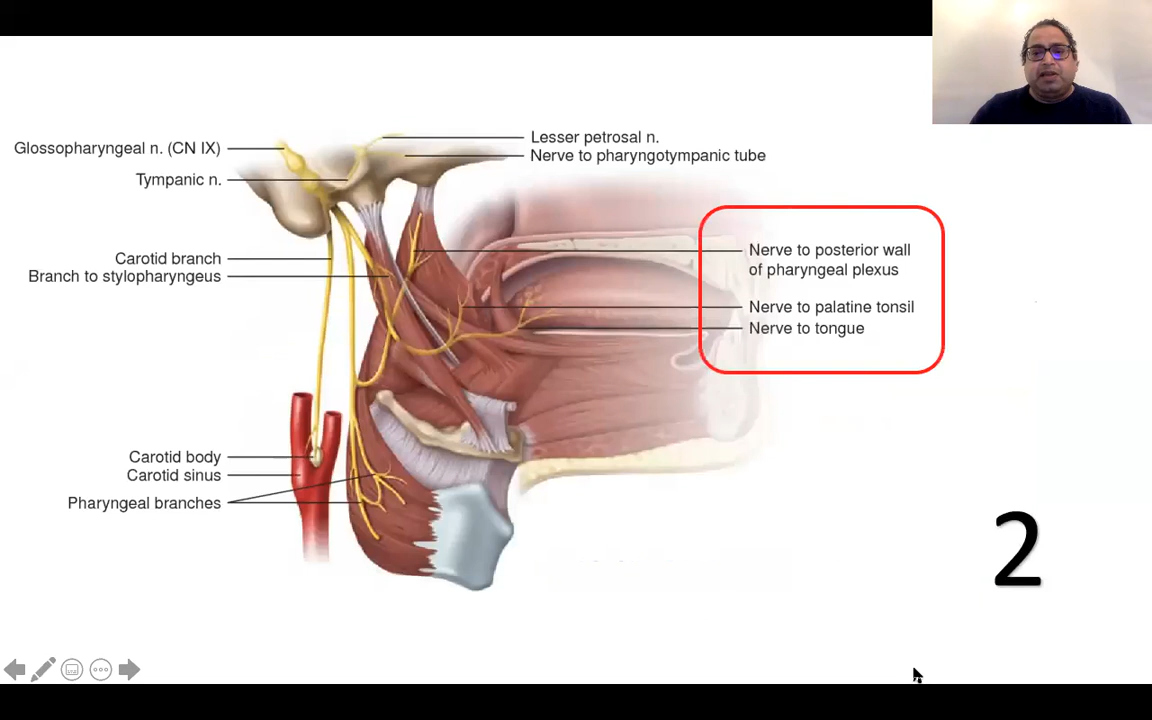 Glossopharyngeal n. (CN IX)
Tympanic n.
Lesser petrosal n.
Nerve to pharyngotympanic tube
Carotid branch
Branch to stylopharyngeus
Nerve to posterior wall
of pharyngeal plexus
Nerve to palatine tonsil
Nerve to tongue
Carotid body
Carotid sinus
Pharyngeal branches
2